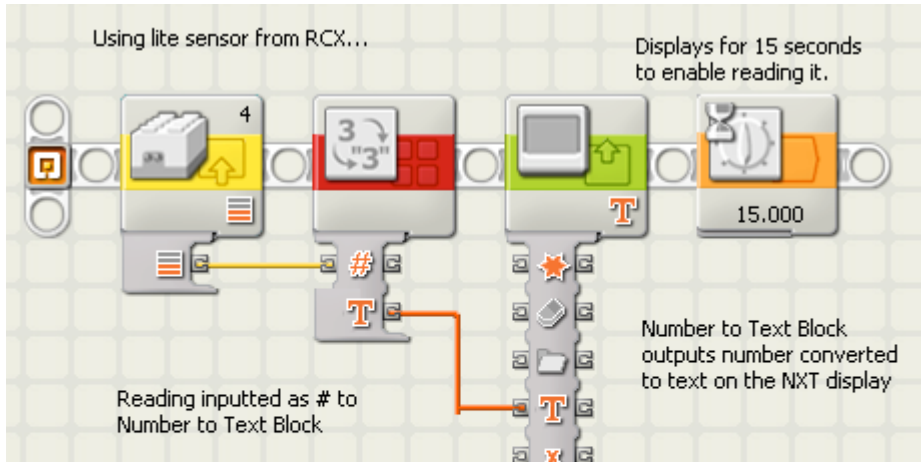 Using lite sensor from RCX...
Displays for 15 seconds
to enable reading it.
4
3
"3"
T
15.000
#
T
Number to Text Block
outputs number converted
to text on the NXT display
T
Reading inputted as # to
Number to Text Block
x